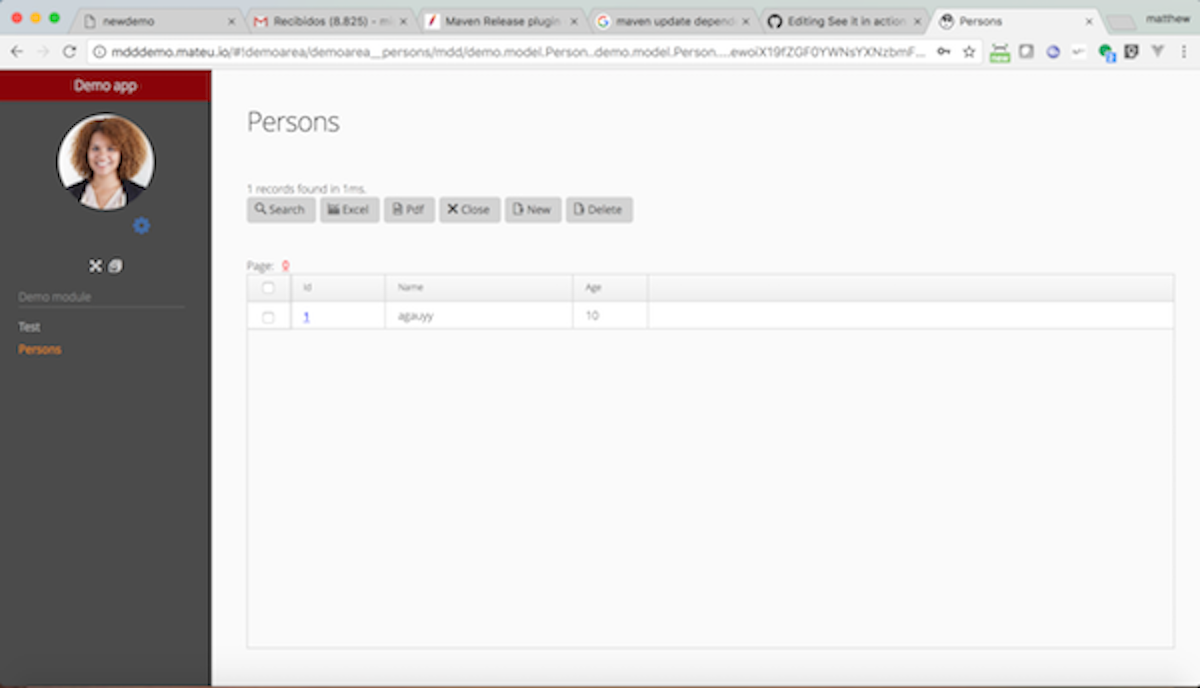 newdemo
Recibidos (8.825) - mi
Maven Release plugin
maven update depend
Editing See it in action
Persons
matthew
mdddemo.mateu.io/#!demoarea/demoarea__persons/mdd/demo.model.Person..demo.model.Person....ewoiX19fZGF0YWNsYXNzbmF...
new
Demo app
Persons
1 records found in 1ms.
Search Excel Pdf Close New Delete
Page: 0
Id Name Age
1 agauyy 10
Demo module
Test
Persons